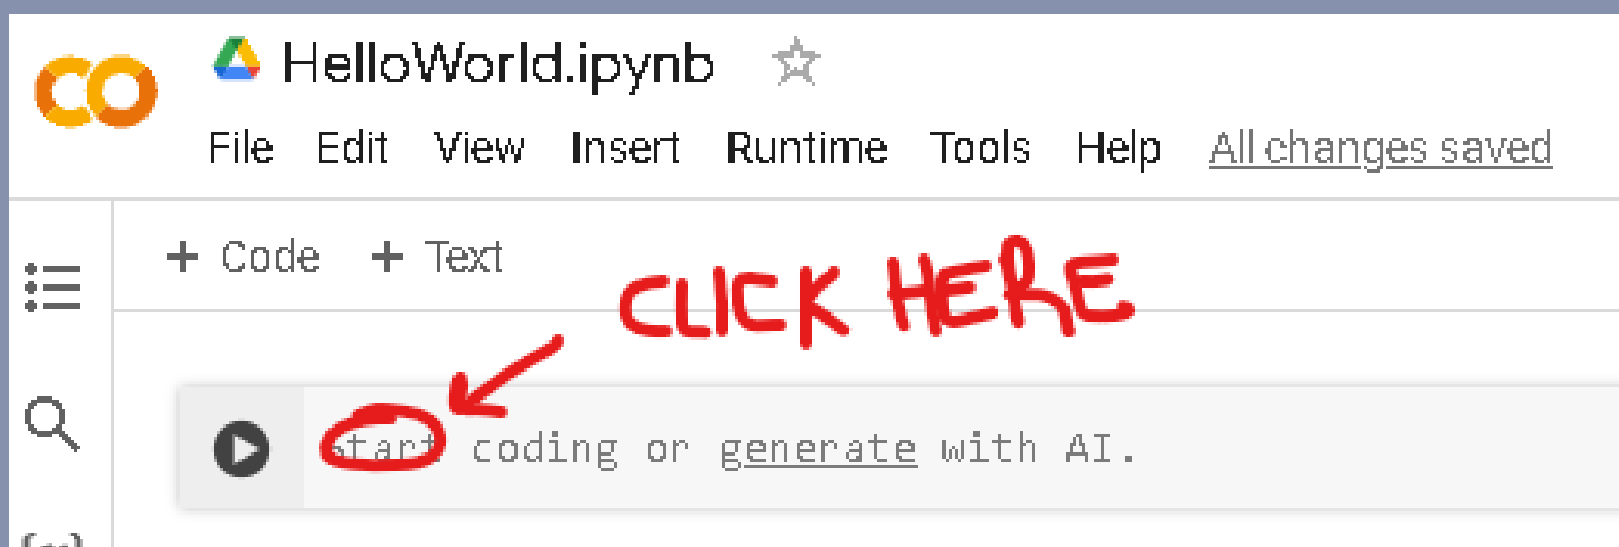 CO HelloWorld.ipynb
File Edit View Insert Runtime Tools Help All changes saved
+ Code + Text
CLICK HERE
start coding or generate with AI.